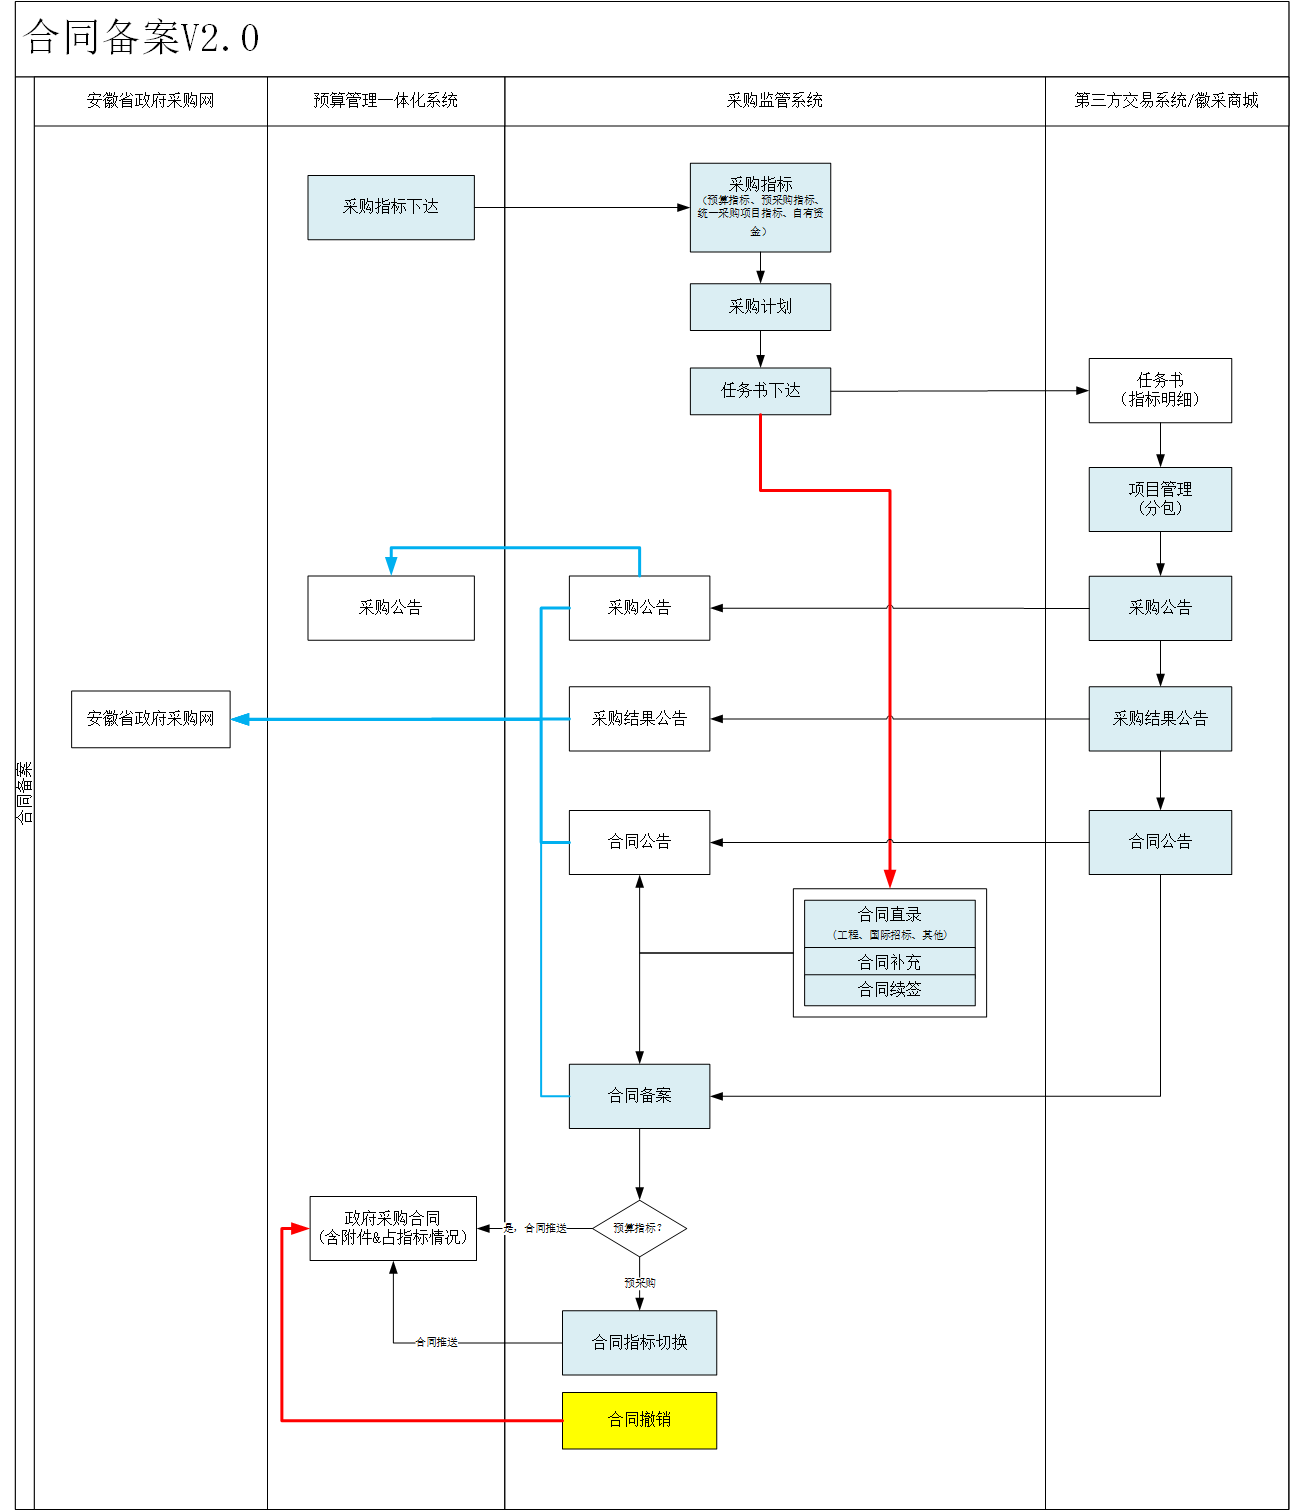 合同备案V2.0
安徽省政府采购网
预算管理一体化系统
采购监管系统
第三方交易系统/徽采商城
采购指标下达
采购指标
（预算指标、预采购指标、
统一采购项目指标、自有资
金）
采购计划
任务书下达
任务书
（指标明细）
项目管理
（分包）
采购公告
采购公告
采购公告
安徽省政府采购网
采购结果公告
采购结果公告
合同备案
合同公告
合同公告
合同直录
（工程、国际招标、其他）
合同补充
合同续签
合同备案
政府采购合同
（含附件&占指标情况）
是，合同推送
预算指标？
预采购
合同推送
合同指标切换
合同撤销